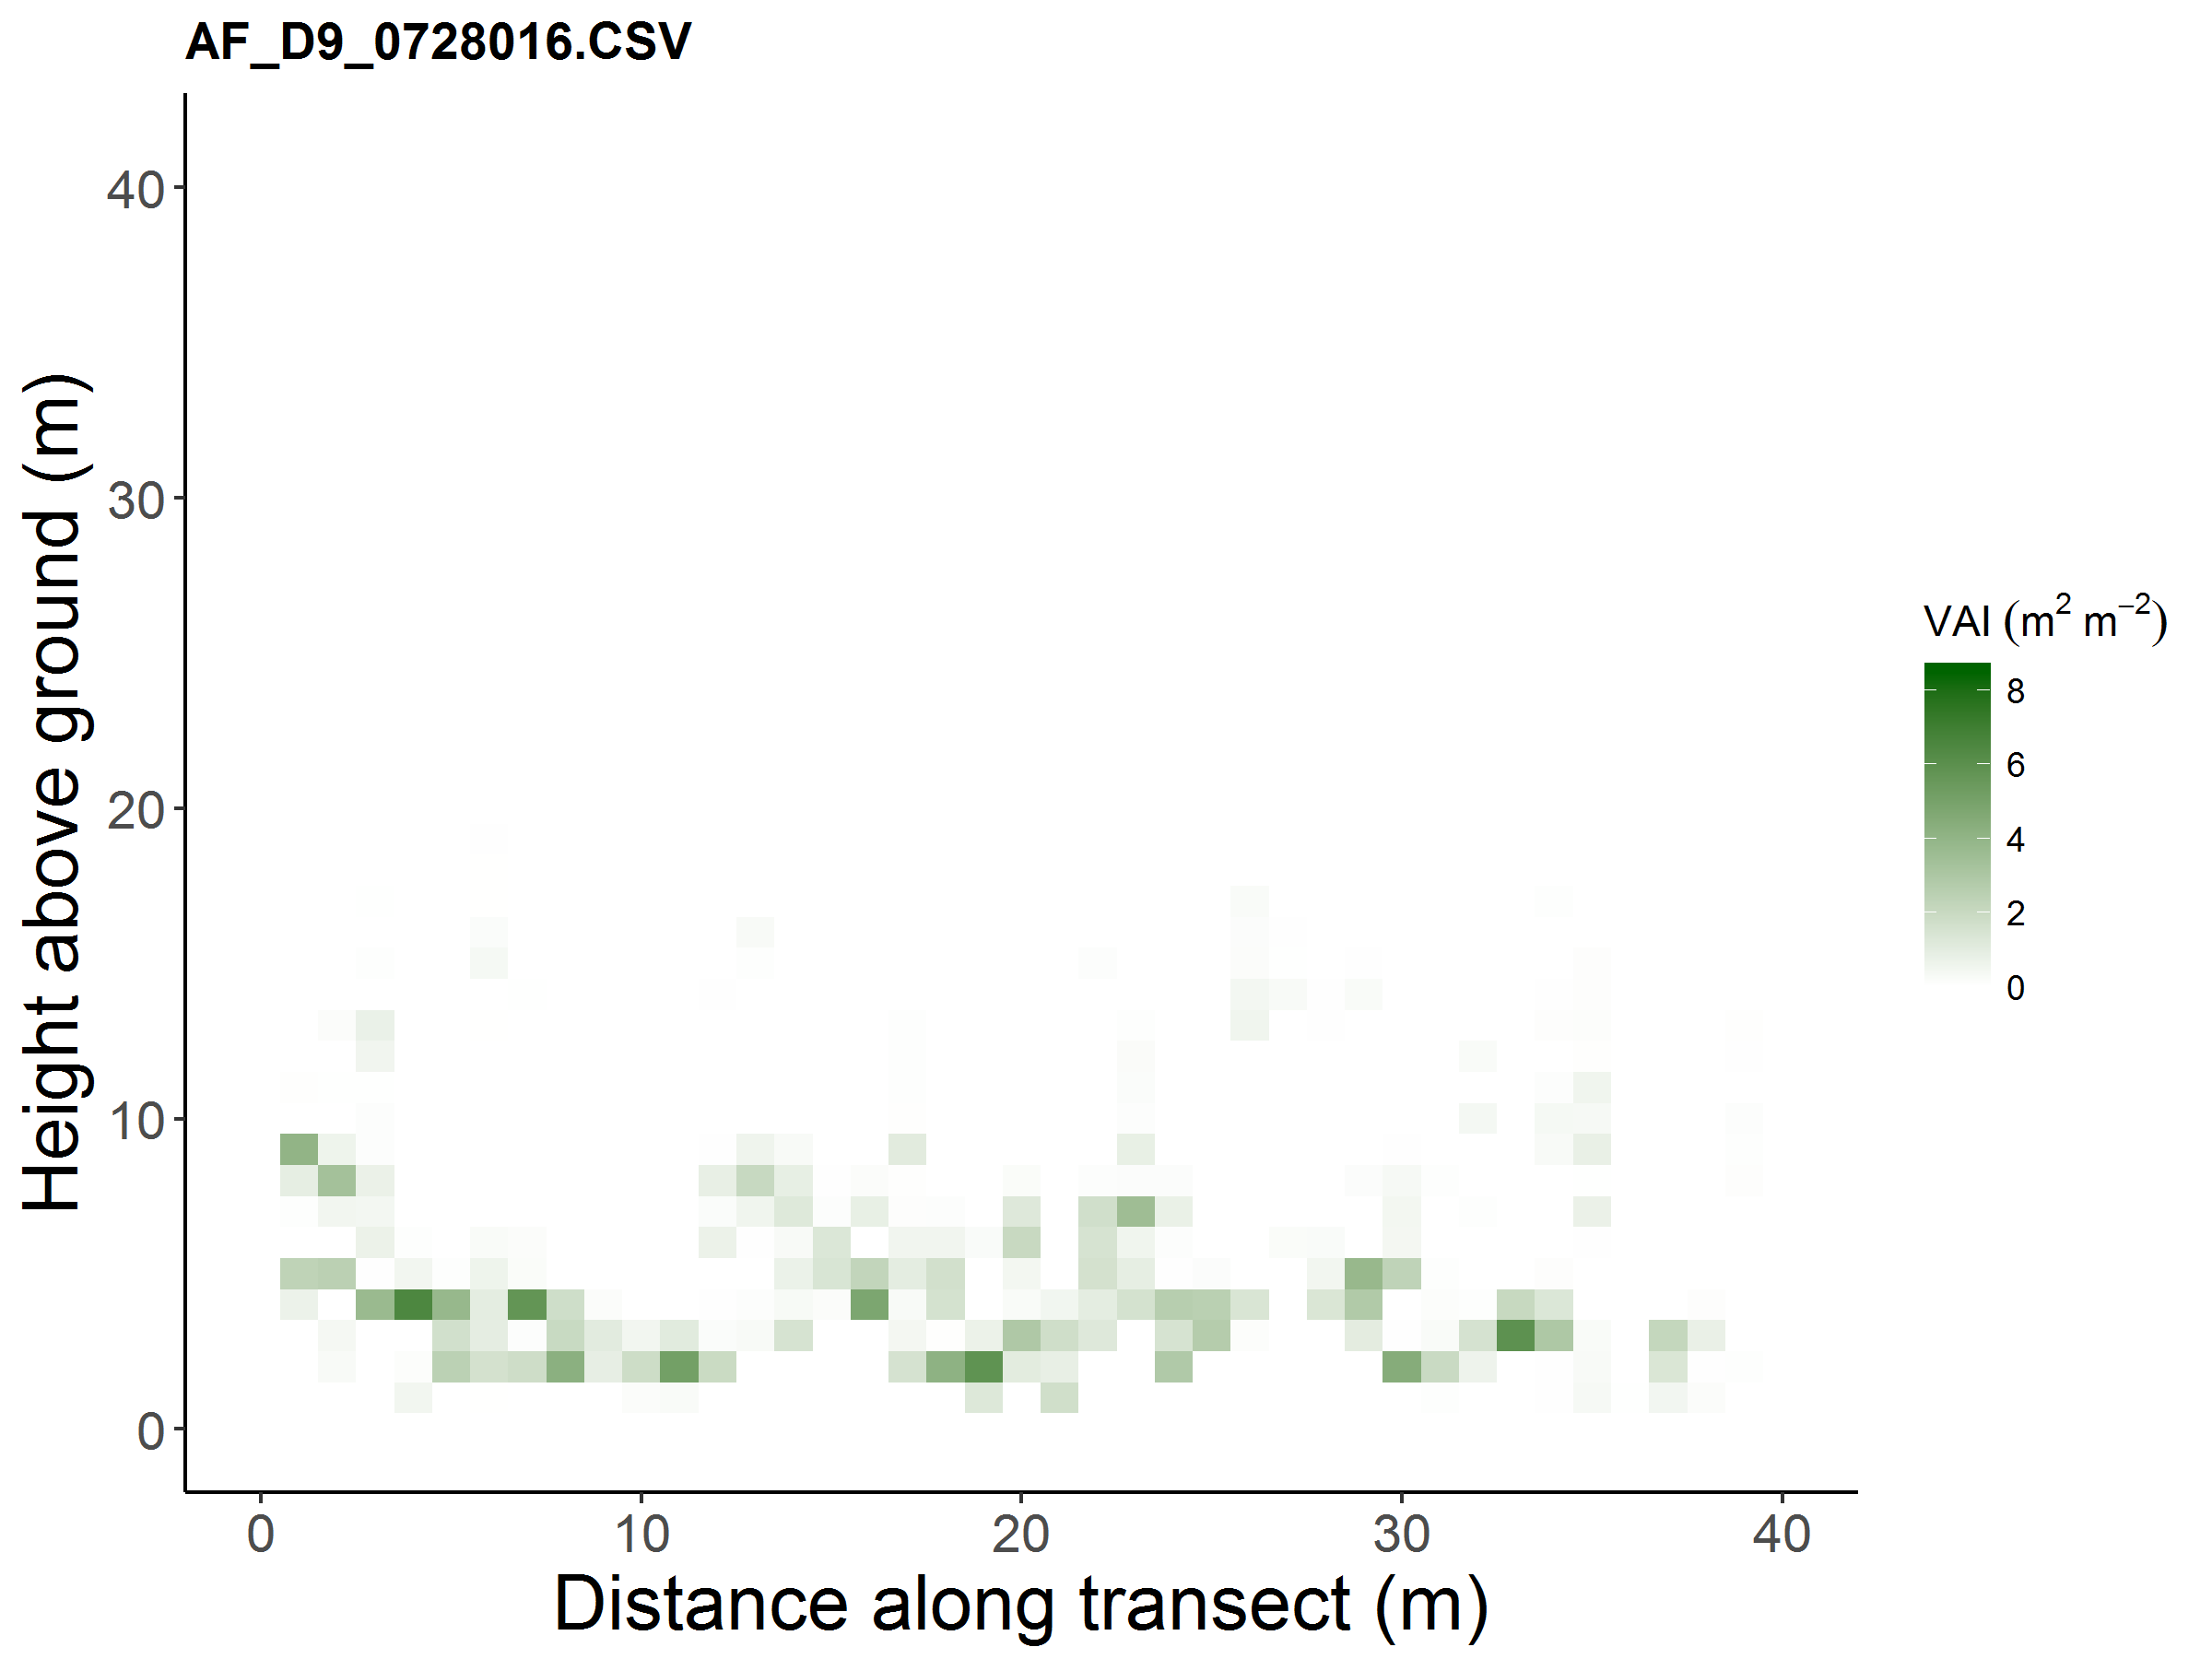 AF_D9_0728016.CSV
Height above ground (m)
40
30
20
10
0
0 10 20 30 40
Distance along transect (m)
VAI (m² m⁻²)
8
6
4
2
0